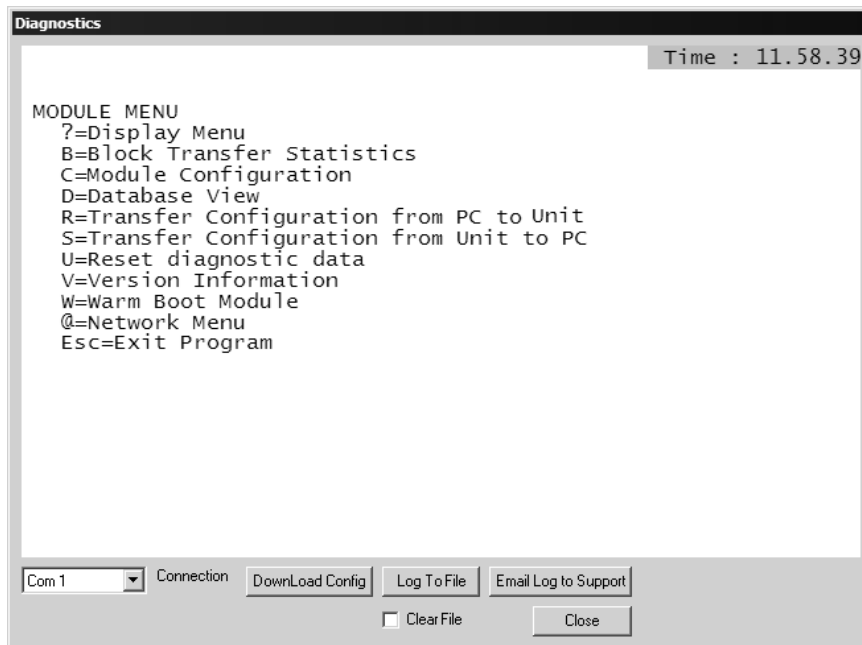 Diagnostics
Time : 11.58.39
MODULE MENU
?=Display Menu
B=Block Transfer Statistics
C=Module Configuration
D=Database View
R=Transfer Configuration from PC to Unit
S=Transfer Configuration from Unit to PC
U=Reset diagnostic data
V=Version Information
W=Warm Boot Module
@=Network Menu
Esc=Exit Program
Com 1 Connection DownLoad Config Log To File Email Log to Support
Clear File Close